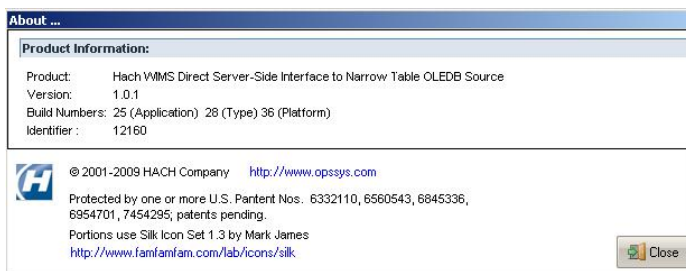 About ...
Product Information:
Product: Hach WIMS Direct Server-Side Interface to Narrow Table OLEDB Source
Version: 1.0.1
Build Numbers: 25 (Application) 28 (Type) 36 (Platform)
Identifier : 12160
© 2001-2009 HACH Company http://www.opssys.com
Protected by one or more U.S. Pantent Nos. 6332110, 6560543, 6845336,
6954701, 7454295; patents pending.
Portions use Silk Icon Set 1.3 by Mark James
http://www.famfamfam.com/lab/icons/silk
Close